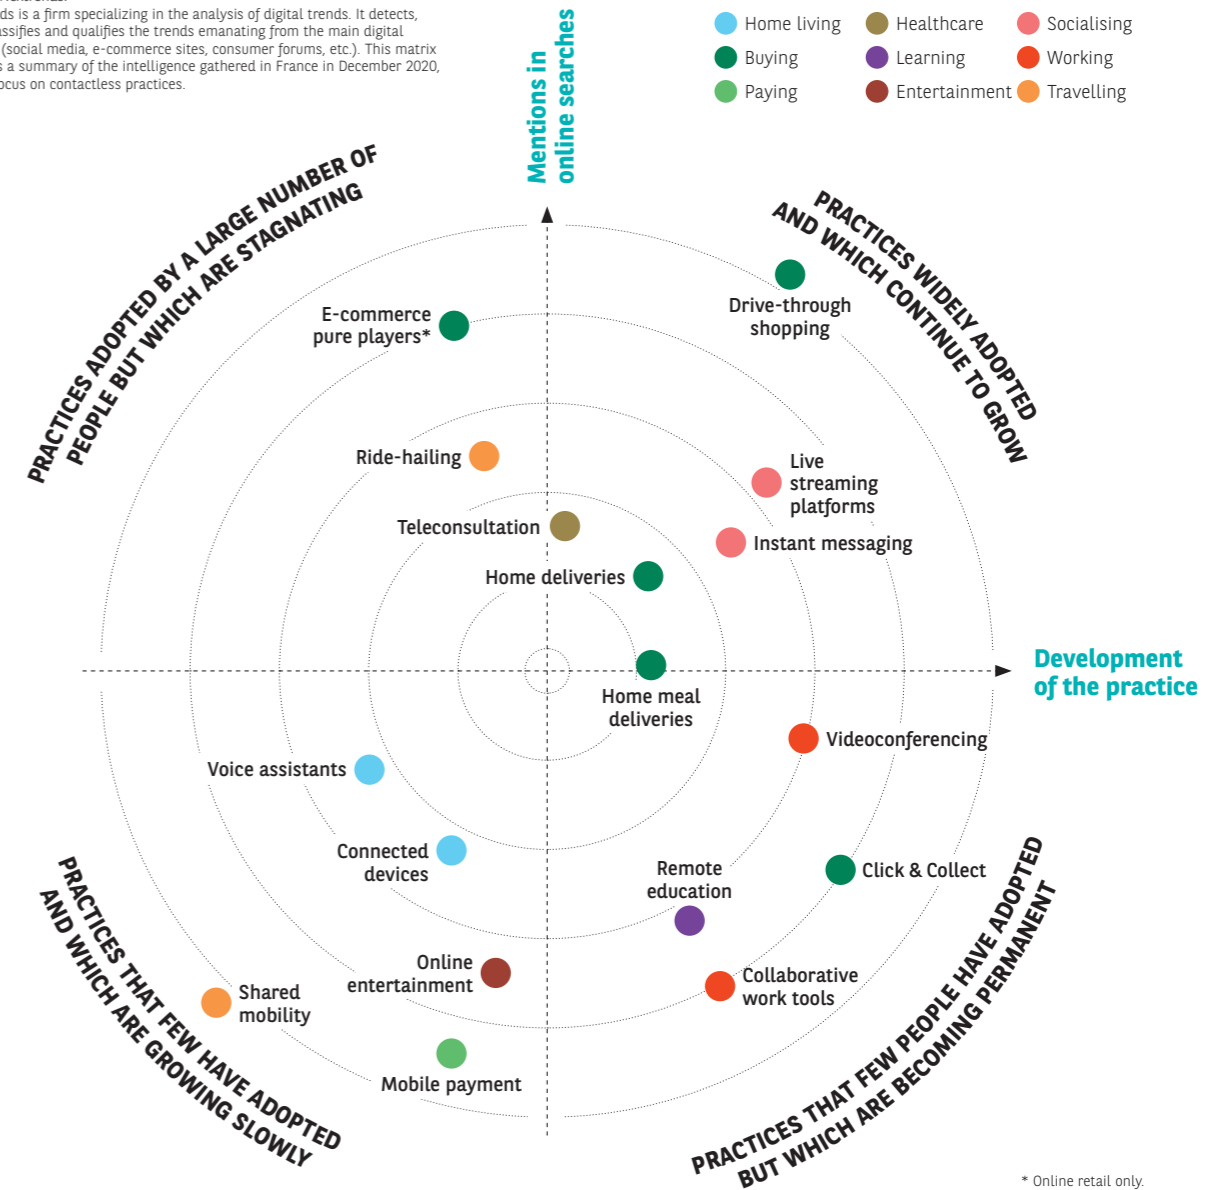 ds is a firm specializing in the analysis of digital trends. It detects,
assifies and qualifies the trends emanating from the main digital
(social media, e-commerce sites, consumer forums, etc.). This matrix
s a summary of the intelligence gathered in France in December 2020,
ocus on contactless practices.
Home living
Healthcare
Socialising
Buying
Learning
Working
Paying
Entertainment
Travelling
Mentions in
online searches
PRACTICES ADOPTED BY A LARGE NUMBER OF
PEOPLE BUT WHICH ARE STAGNATING
PRACTICES WIDELY ADOPTED
AND WHICH CONTINUE TO GROW
Drive-through
shopping
E-commerce
pure players*
Ride-hailing
Live
streaming
platforms
Teleconsultation
Instant messaging
Home deliveries
Development
of the practice
Home meal
deliveries
Videoconferencing
Voice assistants
Connected
devices
Remote
education
Click & Collect
Online
entertainment
Collaborative
work tools
Shared
mobility
Mobile payment
PRACTICES THAT FEW HAVE ADOPTED
AND WHICH ARE GROWING SLOWLY
PRACTICES THAT FEW PEOPLE HAVE ADOPTED
BUT WHICH ARE BECOMING PERMANENT
* Online retail only.